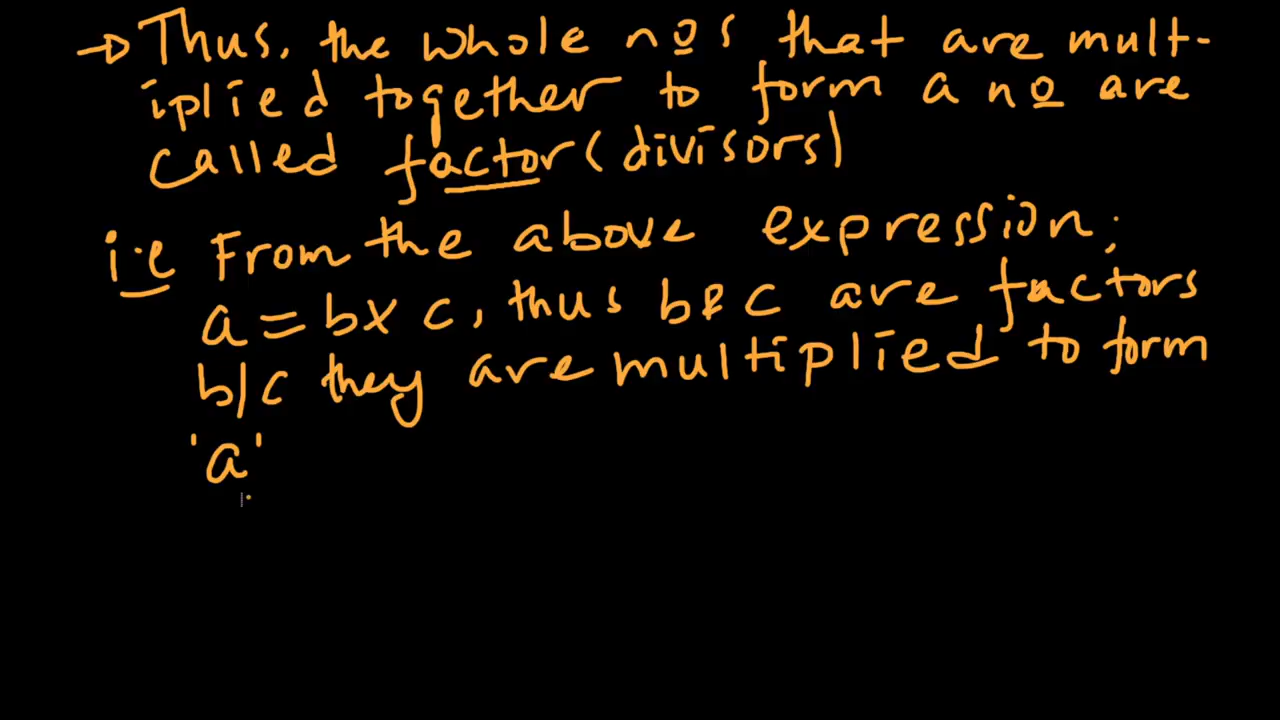 → Thus, the whole nos that are mult-
iplied together to form a no are
called factor (divisors)
i.e From the above expression;
a = b x c, thus b & c are factors
b/c they are multiplied to form
'a'